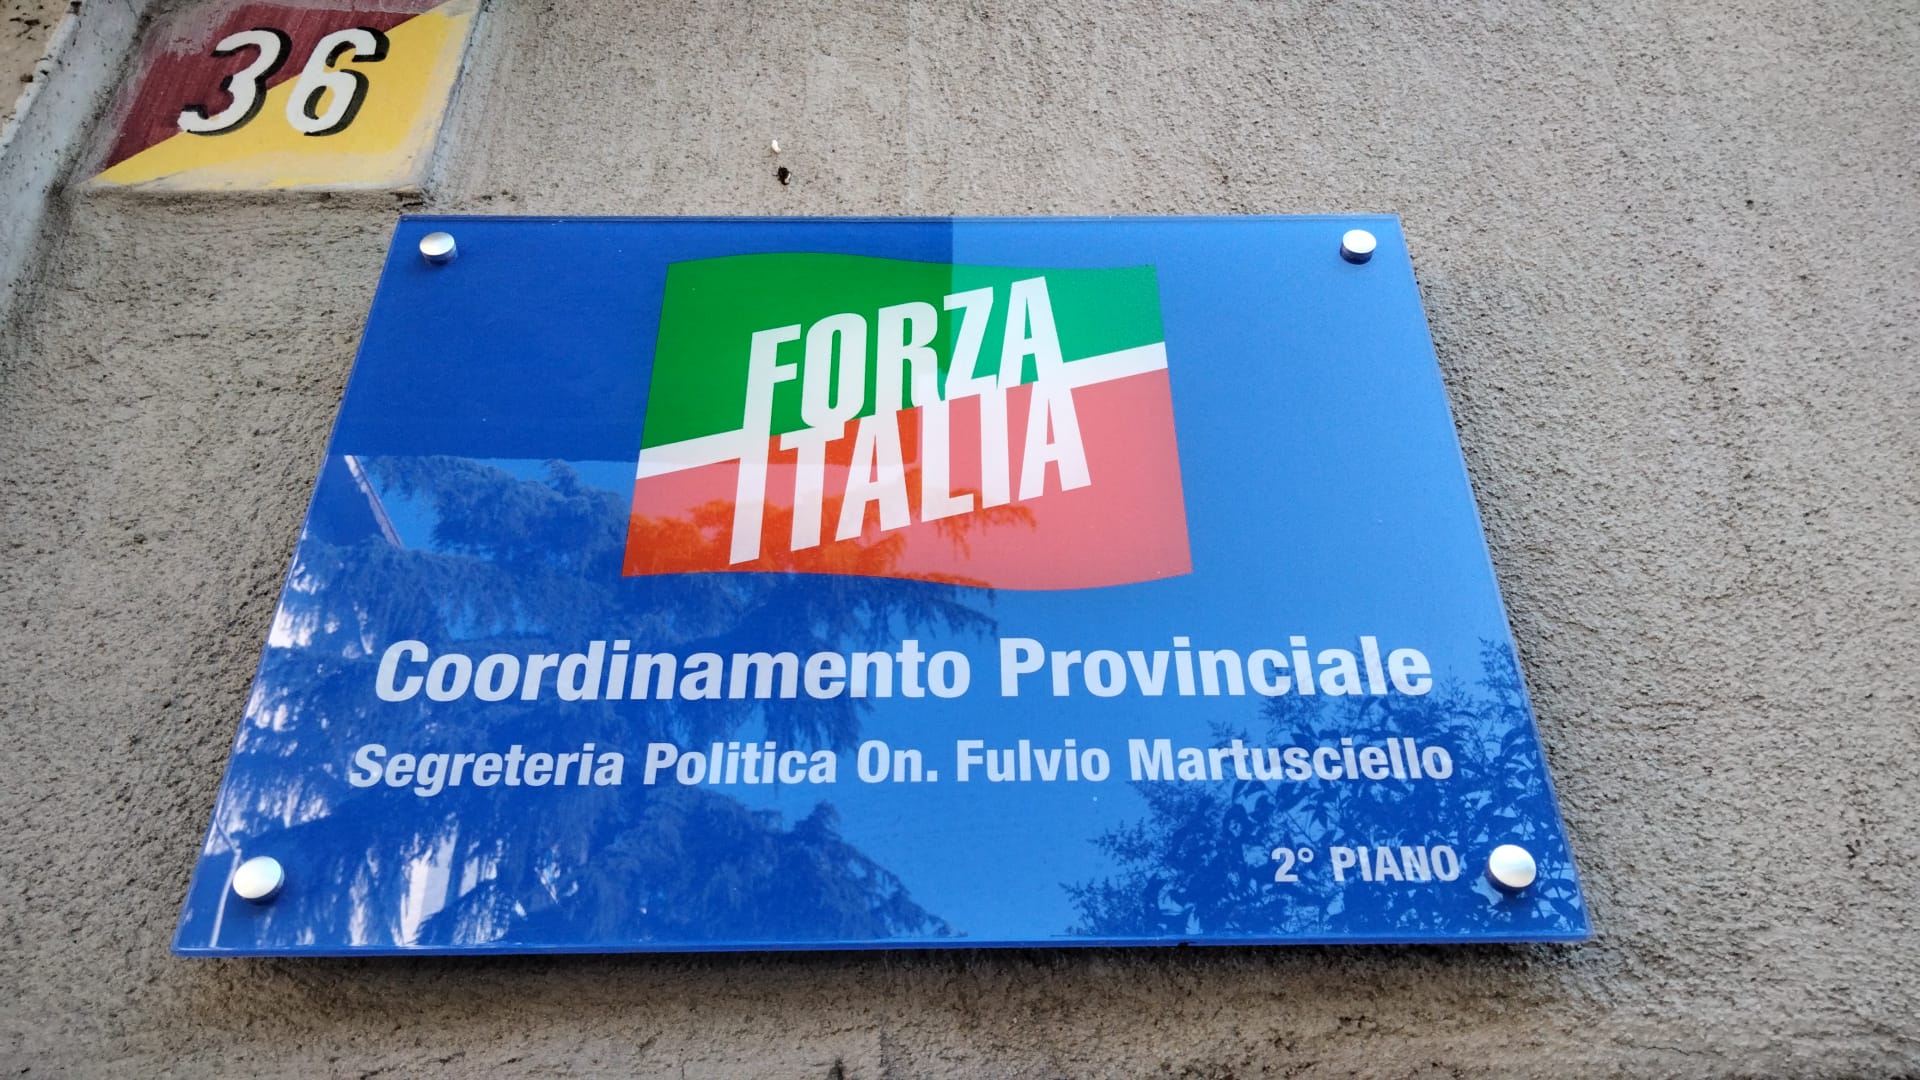 36
FORZA
ITALIA
Coordinamento Provinciale
Segreteria Politica On. Fulvio Martusciello
2° PIANO